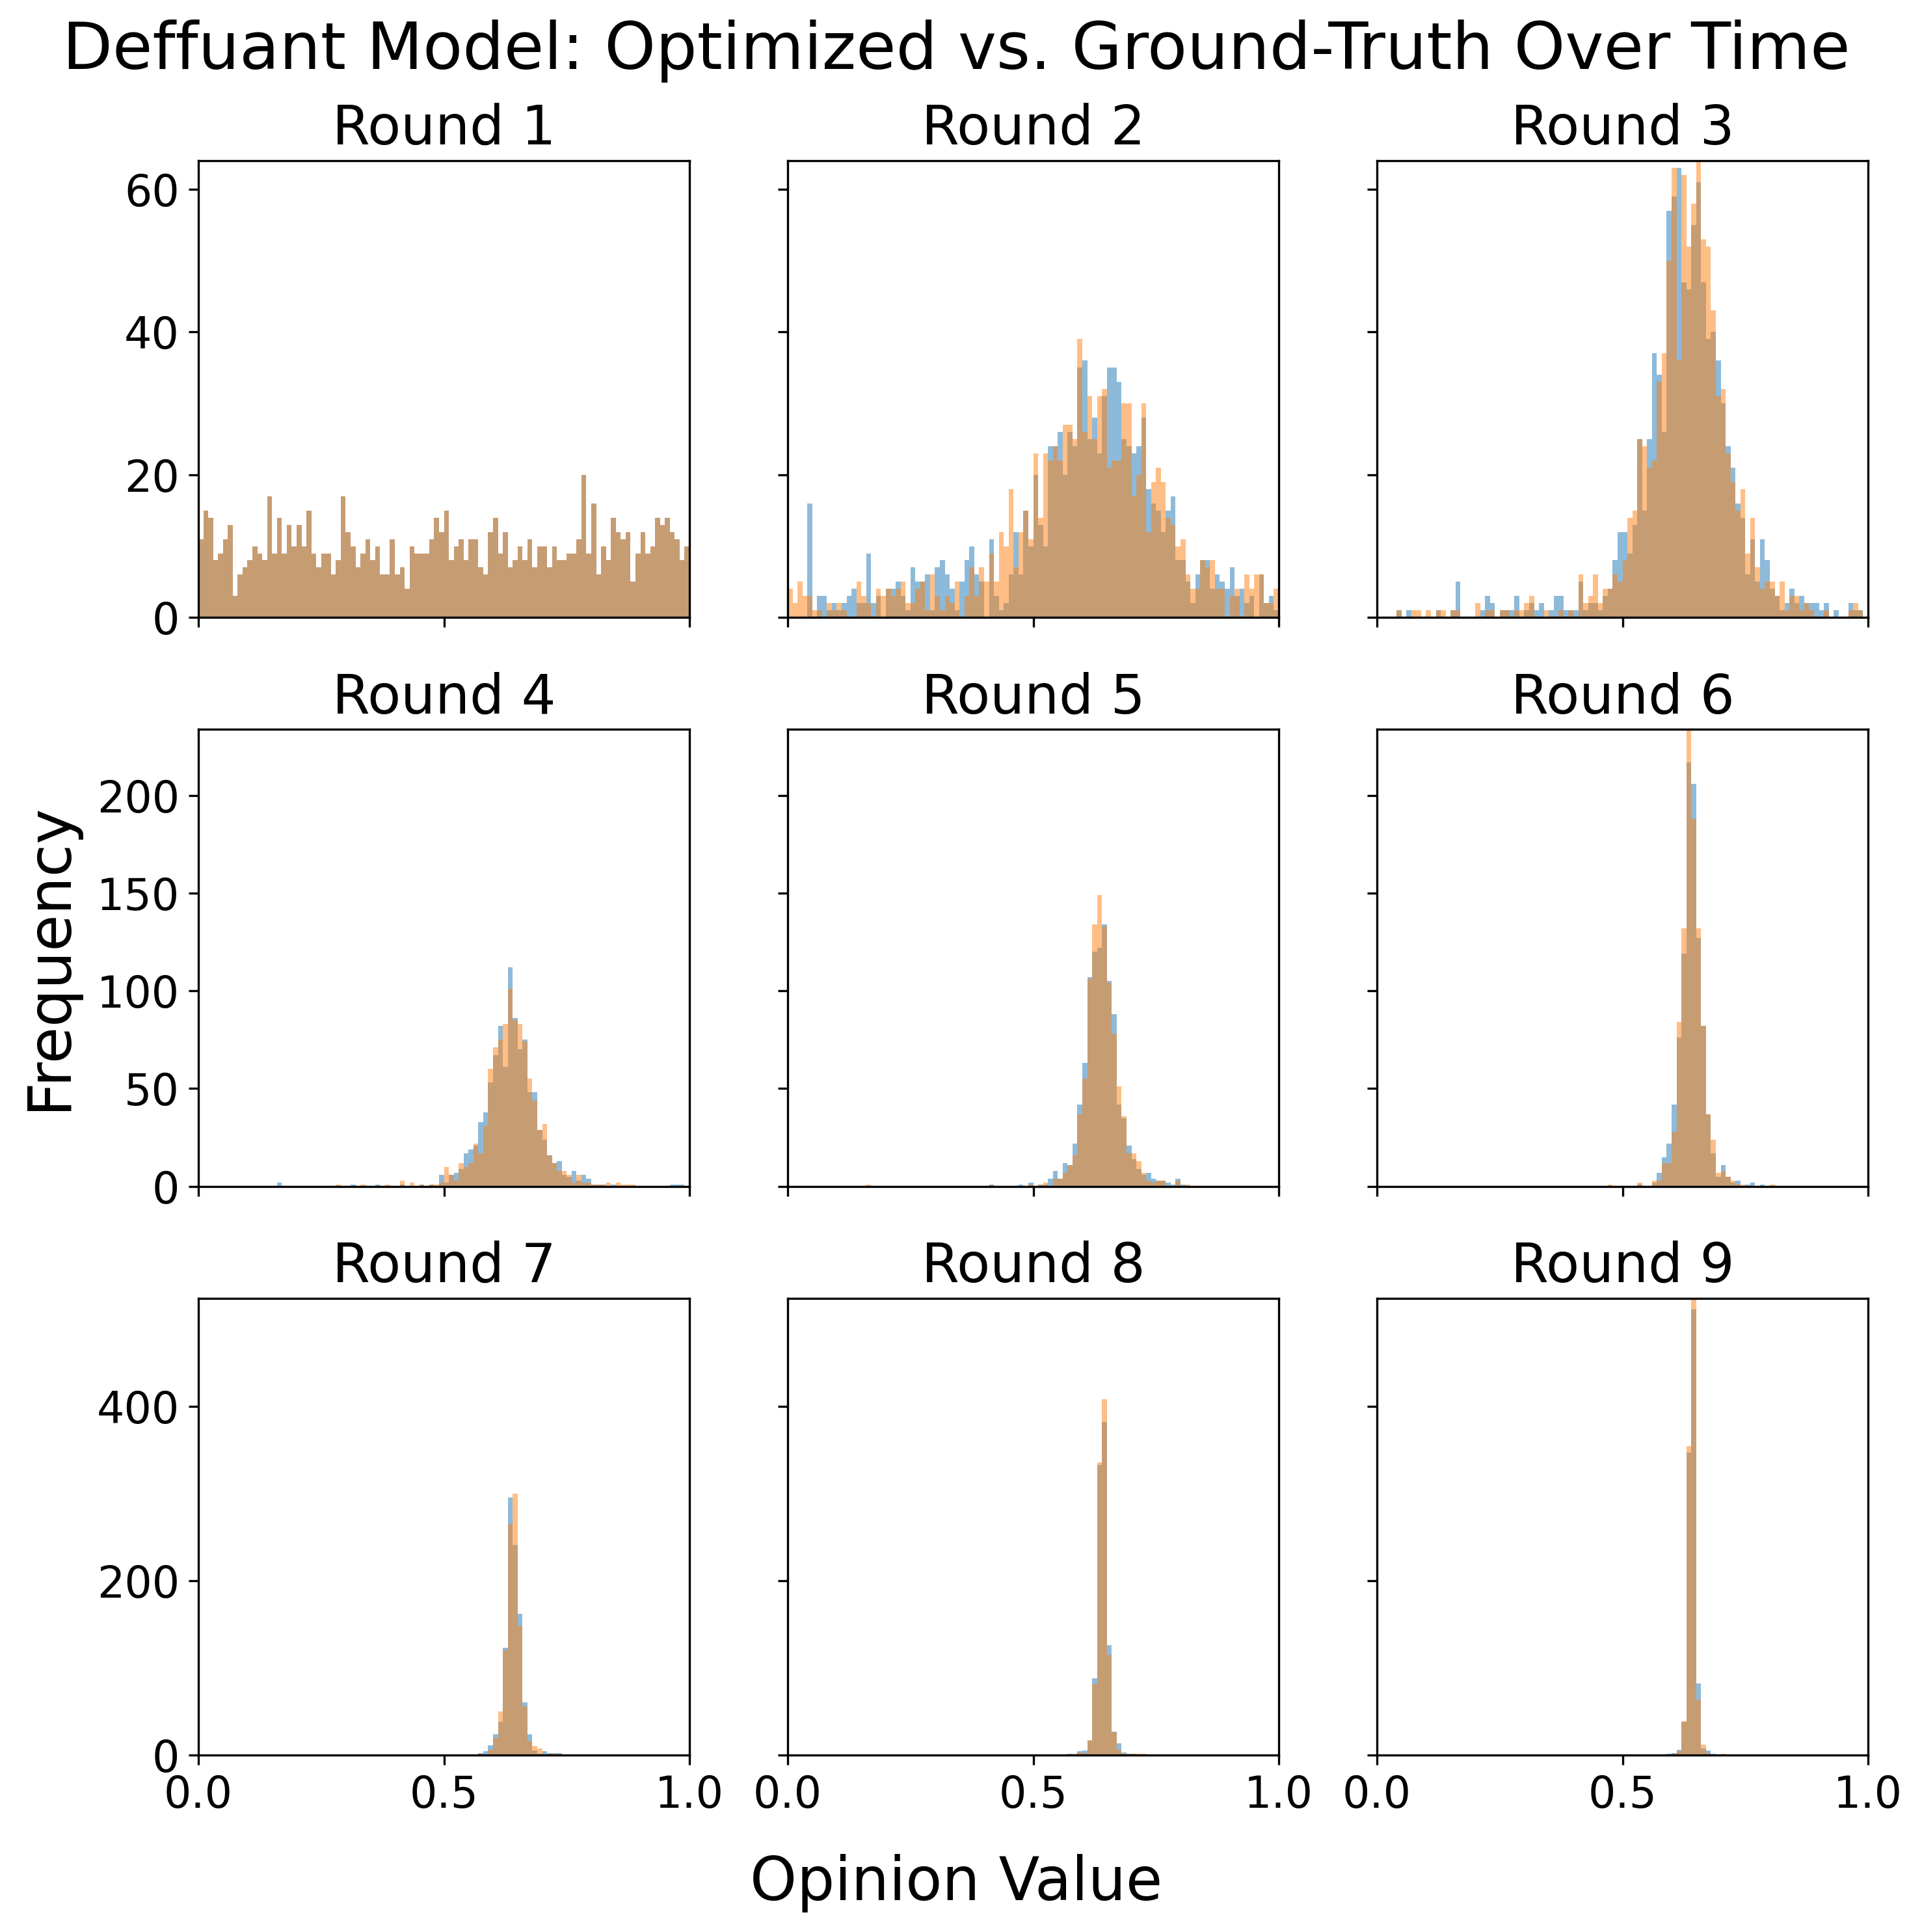 Deffuant Model: Optimized vs. Ground-Truth Over Time
Round 1
Round 2
Round 3
60
40
20
0
Round 4
Round 5
Round 6
200
150
100
50
0
Frequency
Round 7
Round 8
Round 9
400
200
0
0.0 0.5 1.0 0.0 0.5 1.0 0.0 0.5 1.0
Opinion Value